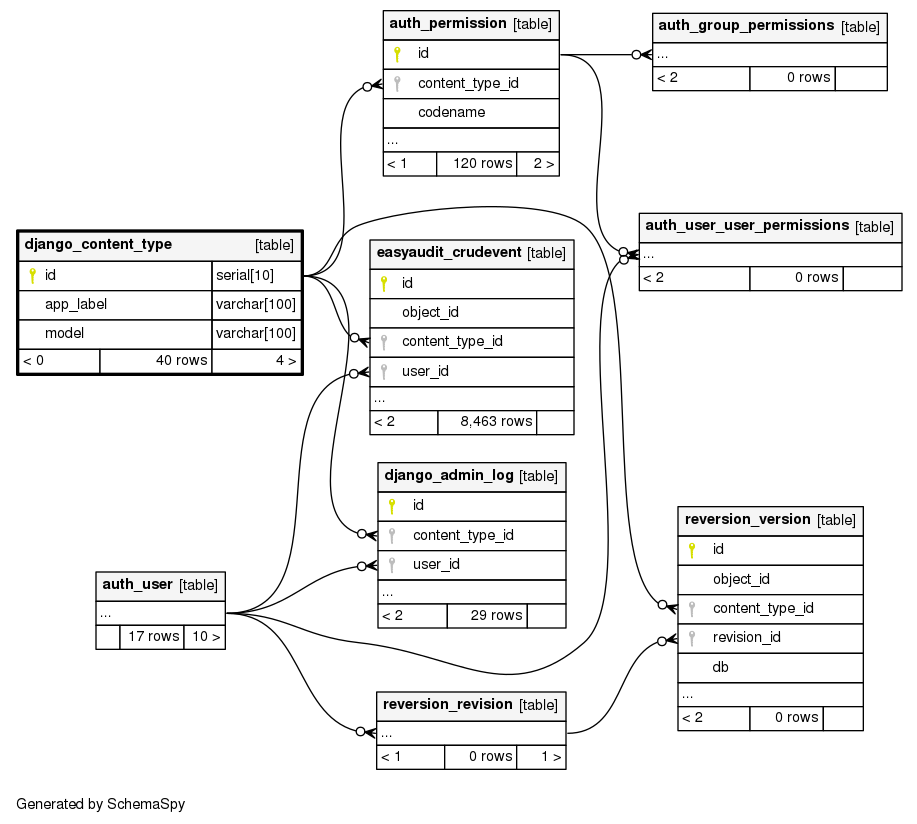 auth_permission [table]
id
content_type_id
codename
...
< 1 120 rows 2 >
auth_group_permissions [table]
...
< 2 0 rows
django_content_type [table]
id serial[10]
app_label varchar[100]
model varchar[100]
< 0 40 rows 4 >
easyaudit_crudevent [table]
id
object_id
content_type_id
user_id
...
< 2 8,463 rows
auth_user_user_permissions [table]
...
< 2 0 rows
django_admin_log [table]
id
content_type_id
user_id
...
< 2 29 rows
reversion_version [table]
id
object_id
content_type_id
revision_id
db
...
< 2 0 rows
auth_user [table]
...
17 rows 10 >
reversion_revision [table]
...
< 1 0 rows 1 >
Generated by SchemaSpy